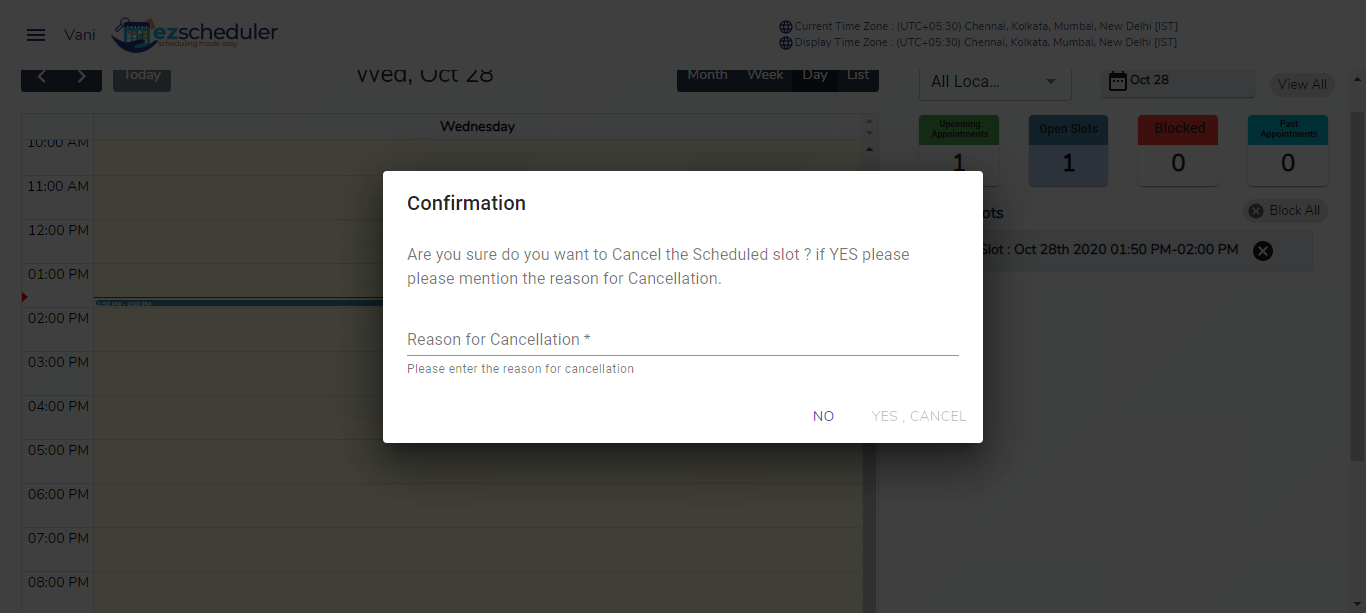 Vani
ezscheduler
scheduling made easy
Current Time Zone : (UTC+05:30) Chennai, Kolkata, Mumbai, New Delhi [IST]
Display Time Zone : (UTC+05:30) Chennai, Kolkata, Mumbai, New Delhi [IST]
Today
Wed, Oct 28
Month Week Day List
All Loca...
Oct 28
View All
Wednesday
Upcoming Appointments
Open Slots
Blocked
Past Appointments
1
1
0
0
10:00 AM
11:00 AM
12:00 PM
01:00 PM
02:00 PM
03:00 PM
04:00 PM
05:00 PM
06:00 PM
07:00 PM
08:00 PM
1:50 PM - 2:00 PM
ots
Block All
Slot : Oct 28th 2020 01:50 PM-02:00 PM
Confirmation
Are you sure do you want to Cancel the Scheduled slot ? if YES please
please mention the reason for Cancellation.
Reason for Cancellation *
Please enter the reason for cancellation
NO
YES , CANCEL